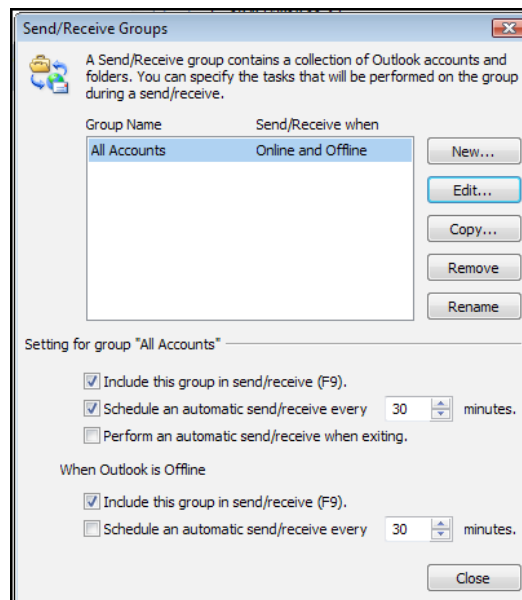 Send/Receive Groups
A Send/Receive group contains a collection of Outlook accounts and
folders. You can specify the tasks that will be performed on the group
during a send/receive.
Group Name Send/Receive when
All Accounts Online and Offline
New...
Edit...
Copy...
Remove
Rename
Setting for group "All Accounts"
Include this group in send/receive (F9).
Schedule an automatic send/receive every 30 minutes.
Perform an automatic send/receive when exiting.
When Outlook is Offline
Include this group in send/receive (F9).
Schedule an automatic send/receive every 30 minutes.
Close